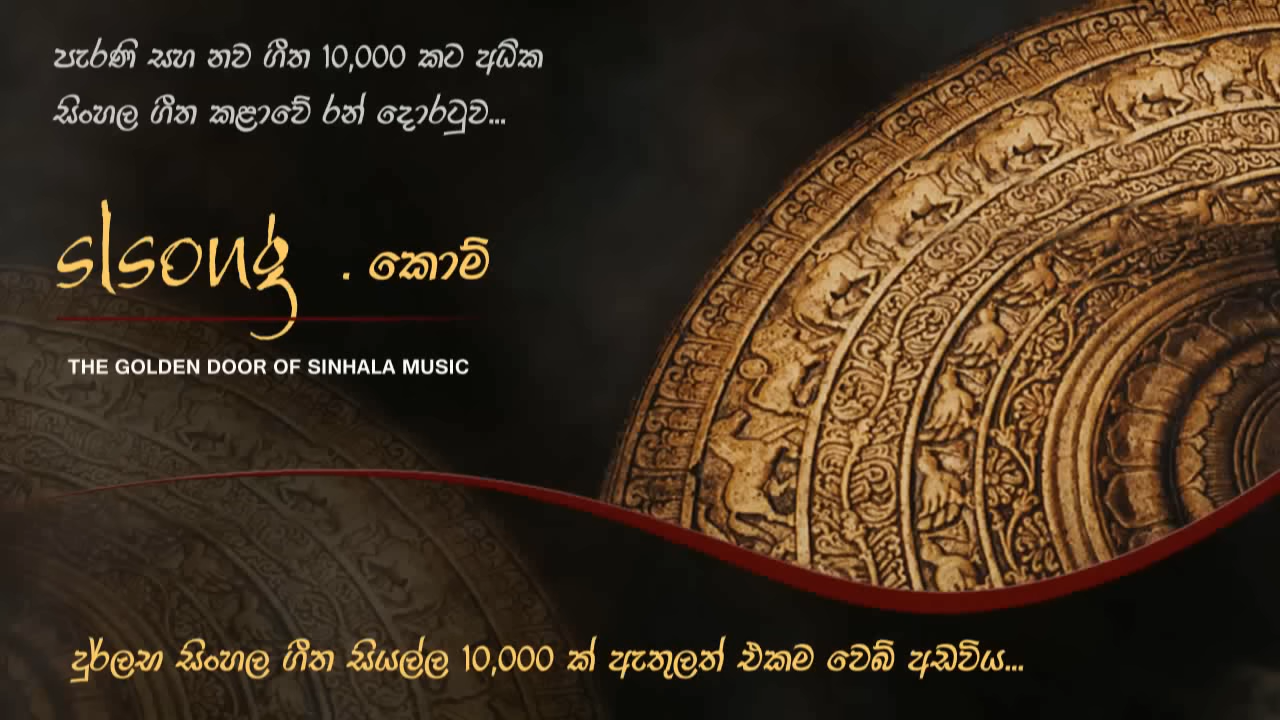 පැරණි සහ නව ගීත 10,000 කට අධික
සිංහල ගීත කළාවේ රන් දොරටුව...
slsong . කොම්
THE GOLDEN DOOR OF SINHALA MUSIC
දුර්ලභ සිංහල ගීත සියල්ල 10,000 ක් ඇතුලත් එකම වෙබ් අඩවිය...